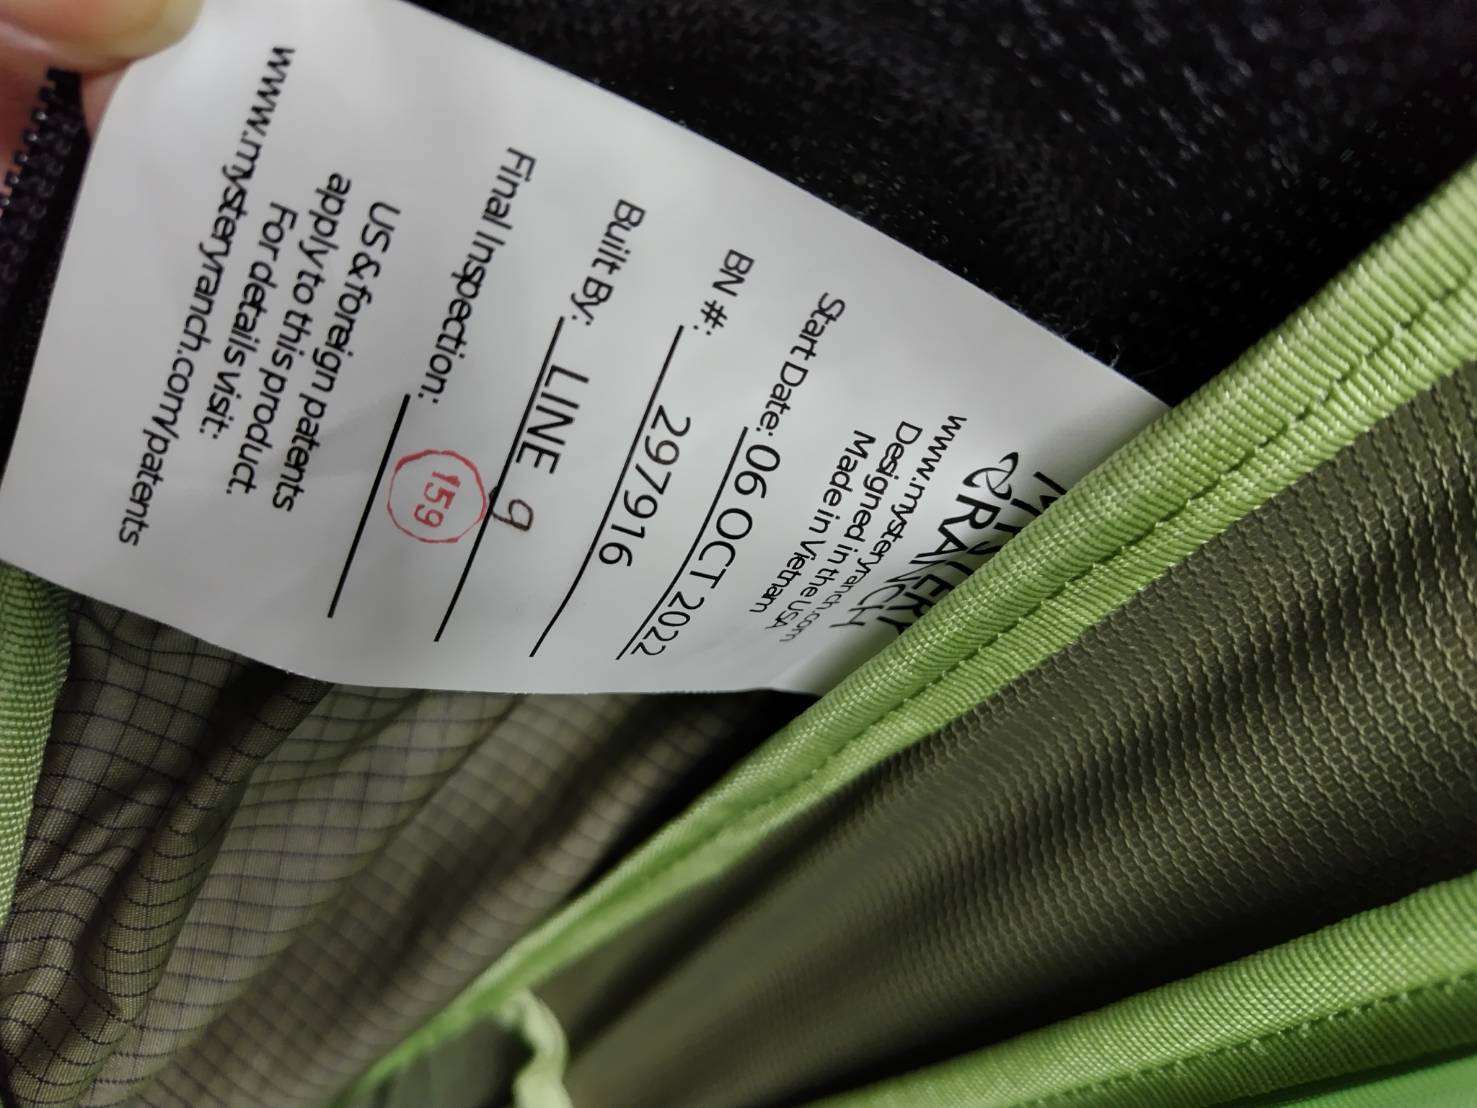 MYSTERY
RANCH
www.mysteryranch.com
Designed in the USA
Made in Vietnam
Start Date: 06 OCT 2022
BN #: 297916
Built By: LINE 9
Final Inspection: 159
US & foreign patents
apply to this product.
For details visit:
www.mysteryranch.com/patents